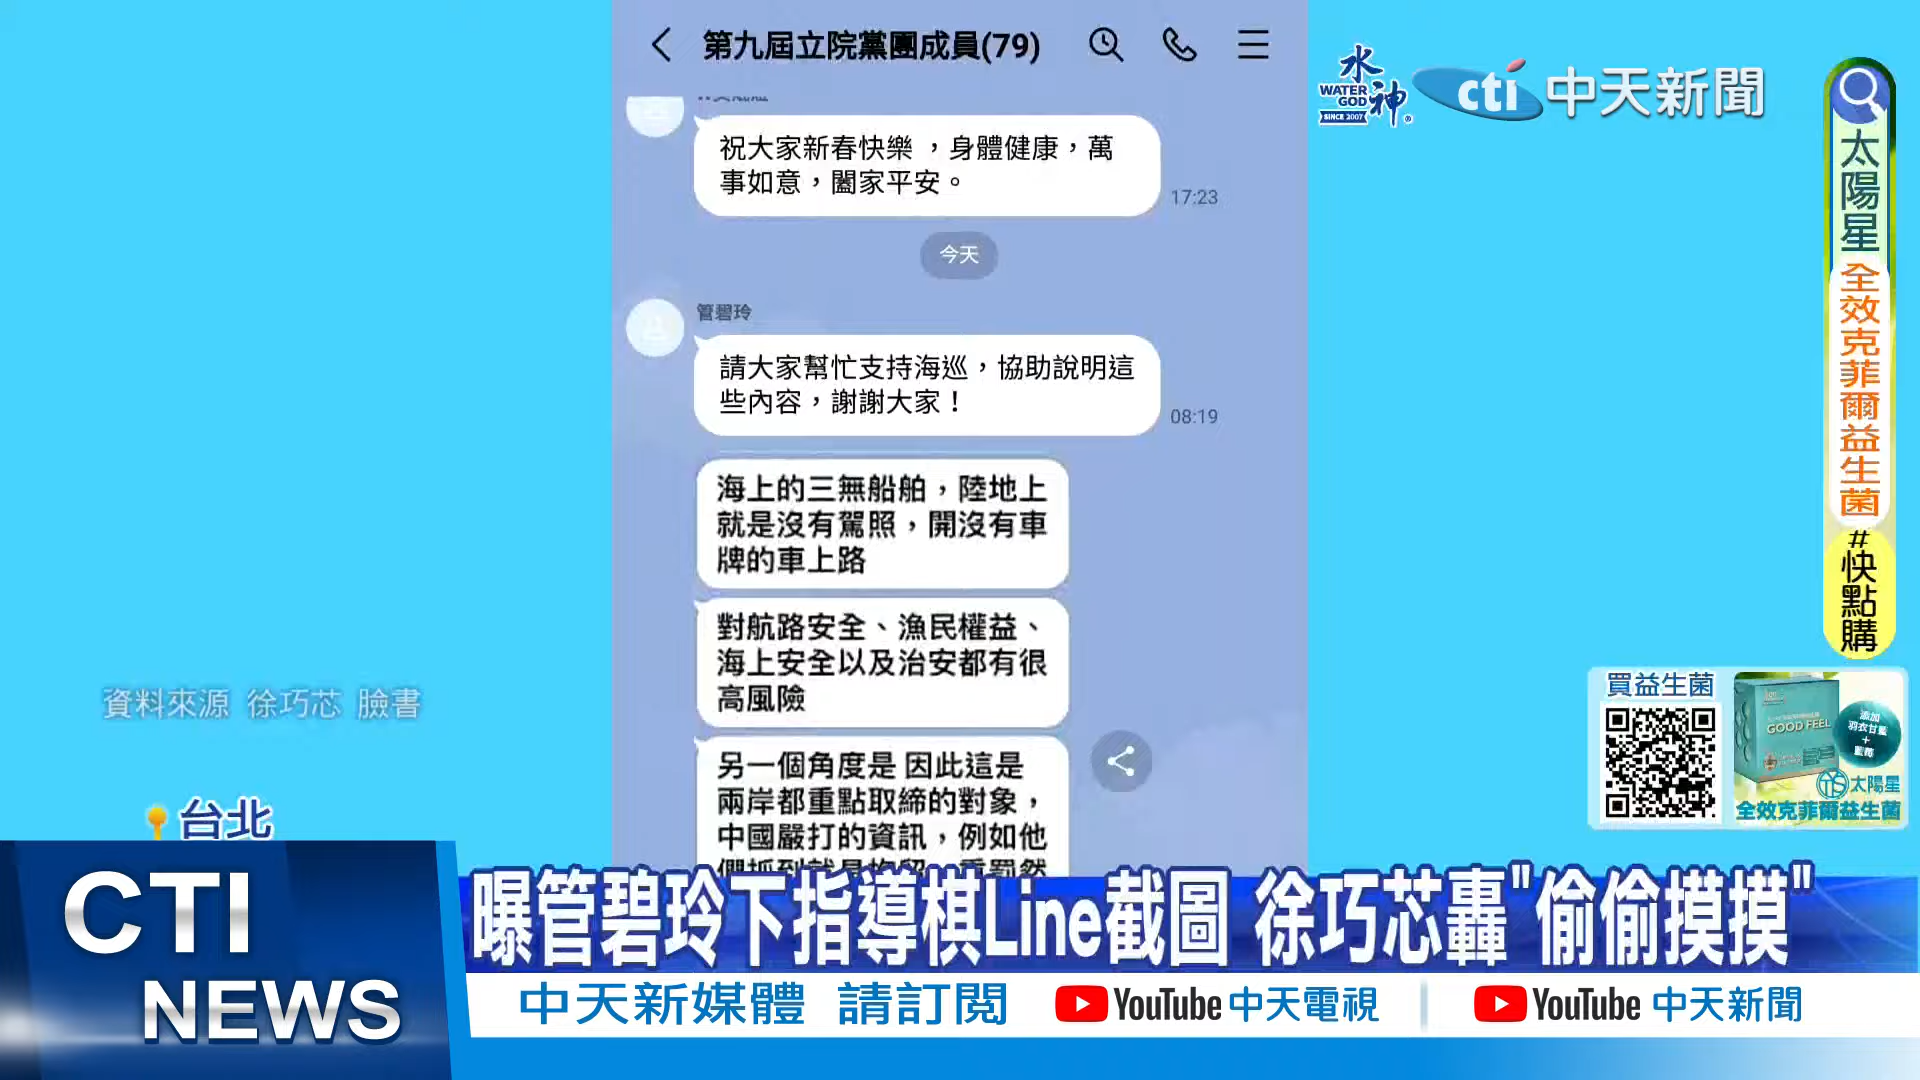 第九屆立院黨團成員(79)
祝大家新春快樂，身體健康，萬
事如意，闔家平安。
17:23
今天
管碧玲
請大家幫忙支持海巡，協助說明這
些內容，謝謝大家！
08:19
海上的三無船舶，陸地上
就是沒有駕照，開沒有車
牌的車上路
對航路安全、漁民權益、
海上安全以及治安都有很
高風險
另一個角度是 因此這是
兩岸都重點取締的對象，
中國嚴打的資訊，例如他
資料來源 徐巧芯 臉書
台北
水神
WATER
GOD
SINCE 2007
cti 中天新聞
太陽星
全效克菲爾益生菌
#快點購
買益生菌
GOOD FEEL
添加
羽衣甘藍
+
藍莓
太陽星
全效克菲爾益生菌
CTI
NEWS
曝管碧玲下指導棋Line截圖 徐巧芯轟"偷偷摸摸"
中天新媒體 請訂閱 YouTube 中天電視 YouTube 中天新聞